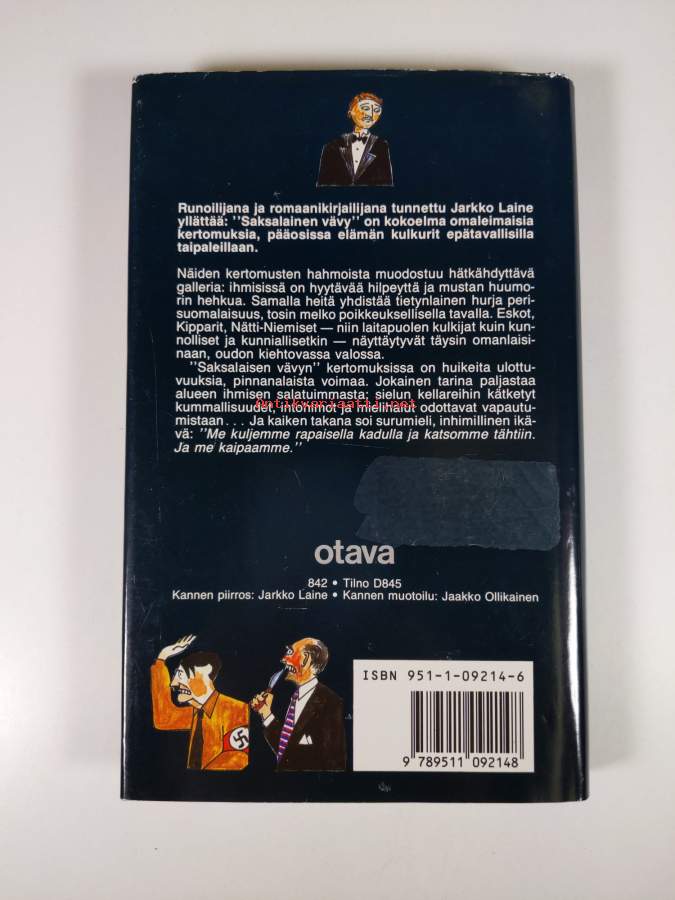 Runoilijana ja romaanikirjailijana tunnettu Jarkko Laine
yllättää: "Saksalainen vävy" on kokoelma omaleimaisia
kertomuksia, pääosissa elämän kulkurit epätavallisilla
taipaleillaan.
Näiden kertomusten hahmoista muodostuu hätkähdyttävä
galleria: ihmisissä on hyytävää hilpeyttä ja mustan huumo-
rin hehkua. Samalla heitä yhdistää tietynlainen hurja peri-
suomalaisuus, tosin melko poikkeuksellisella tavalla. Eskot,
Kipparit, Nätti-Niemiset — niin laitapuolen kulkijat kuin kun-
nolliset ja kunniallisetkin — näyttäytyvät täysin omanlaisi-
naan, oudon kiehtovassa valossa.
"Saksalaisen vävyn" kertomuksissa on huikeita ulottu-
vuuksia, pinnanalaista voimaa. Jokainen tarina paljastaa
alueen ihmisen salatuimmasta; sielun kellareihin kätketyt
antikvariaatti.net
kummallisuudet, intohimot ja mielihalut odottavat vapautu-
mistaan... Ja kaiken takana soi surumieli, inhimillinen ikä-
vä: "Me kuljemme rapaisella kadulla ja katsomme tähtiin.
Ja me kaipaamme."
otava
842 • Tilno D845
Kannen piirros: Jarkko Laine • Kannen muotoilu: Jaakko Ollikainen
ISBN 951-1-09214-6
9 789511 092148